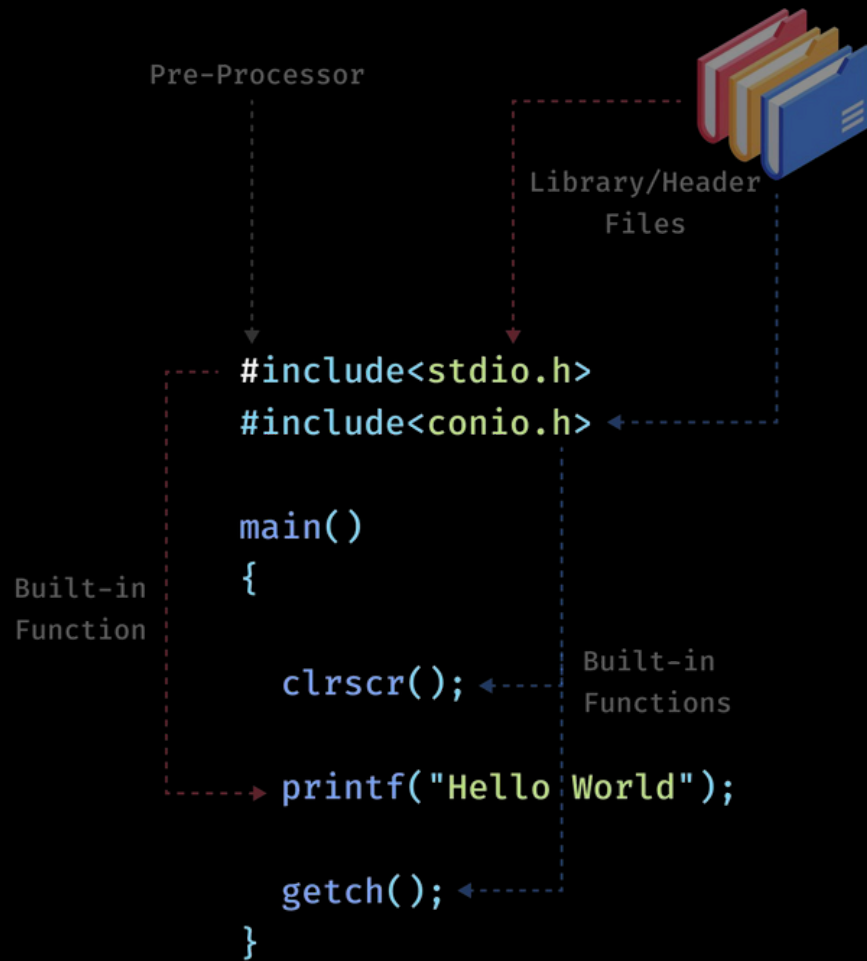 Pre-Processor
Library/Header
Files
#include<stdio.h>
#include<conio.h>
main()
{
Built-in
Function
clrscr();
Built-in
Functions
printf("Hello World");
getch();
}